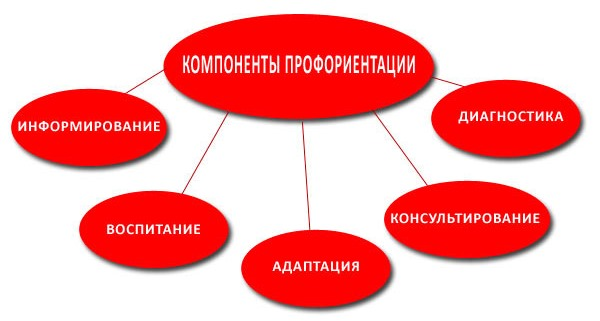 КОМПОНЕНТЫ ПРОФОРИЕНТАЦИИ
ИНФОРМИРОВАНИЕ
ВОСПИТАНИЕ
АДАПТАЦИЯ
КОНСУЛЬТИРОВАНИЕ
ДИАГНОСТИКА